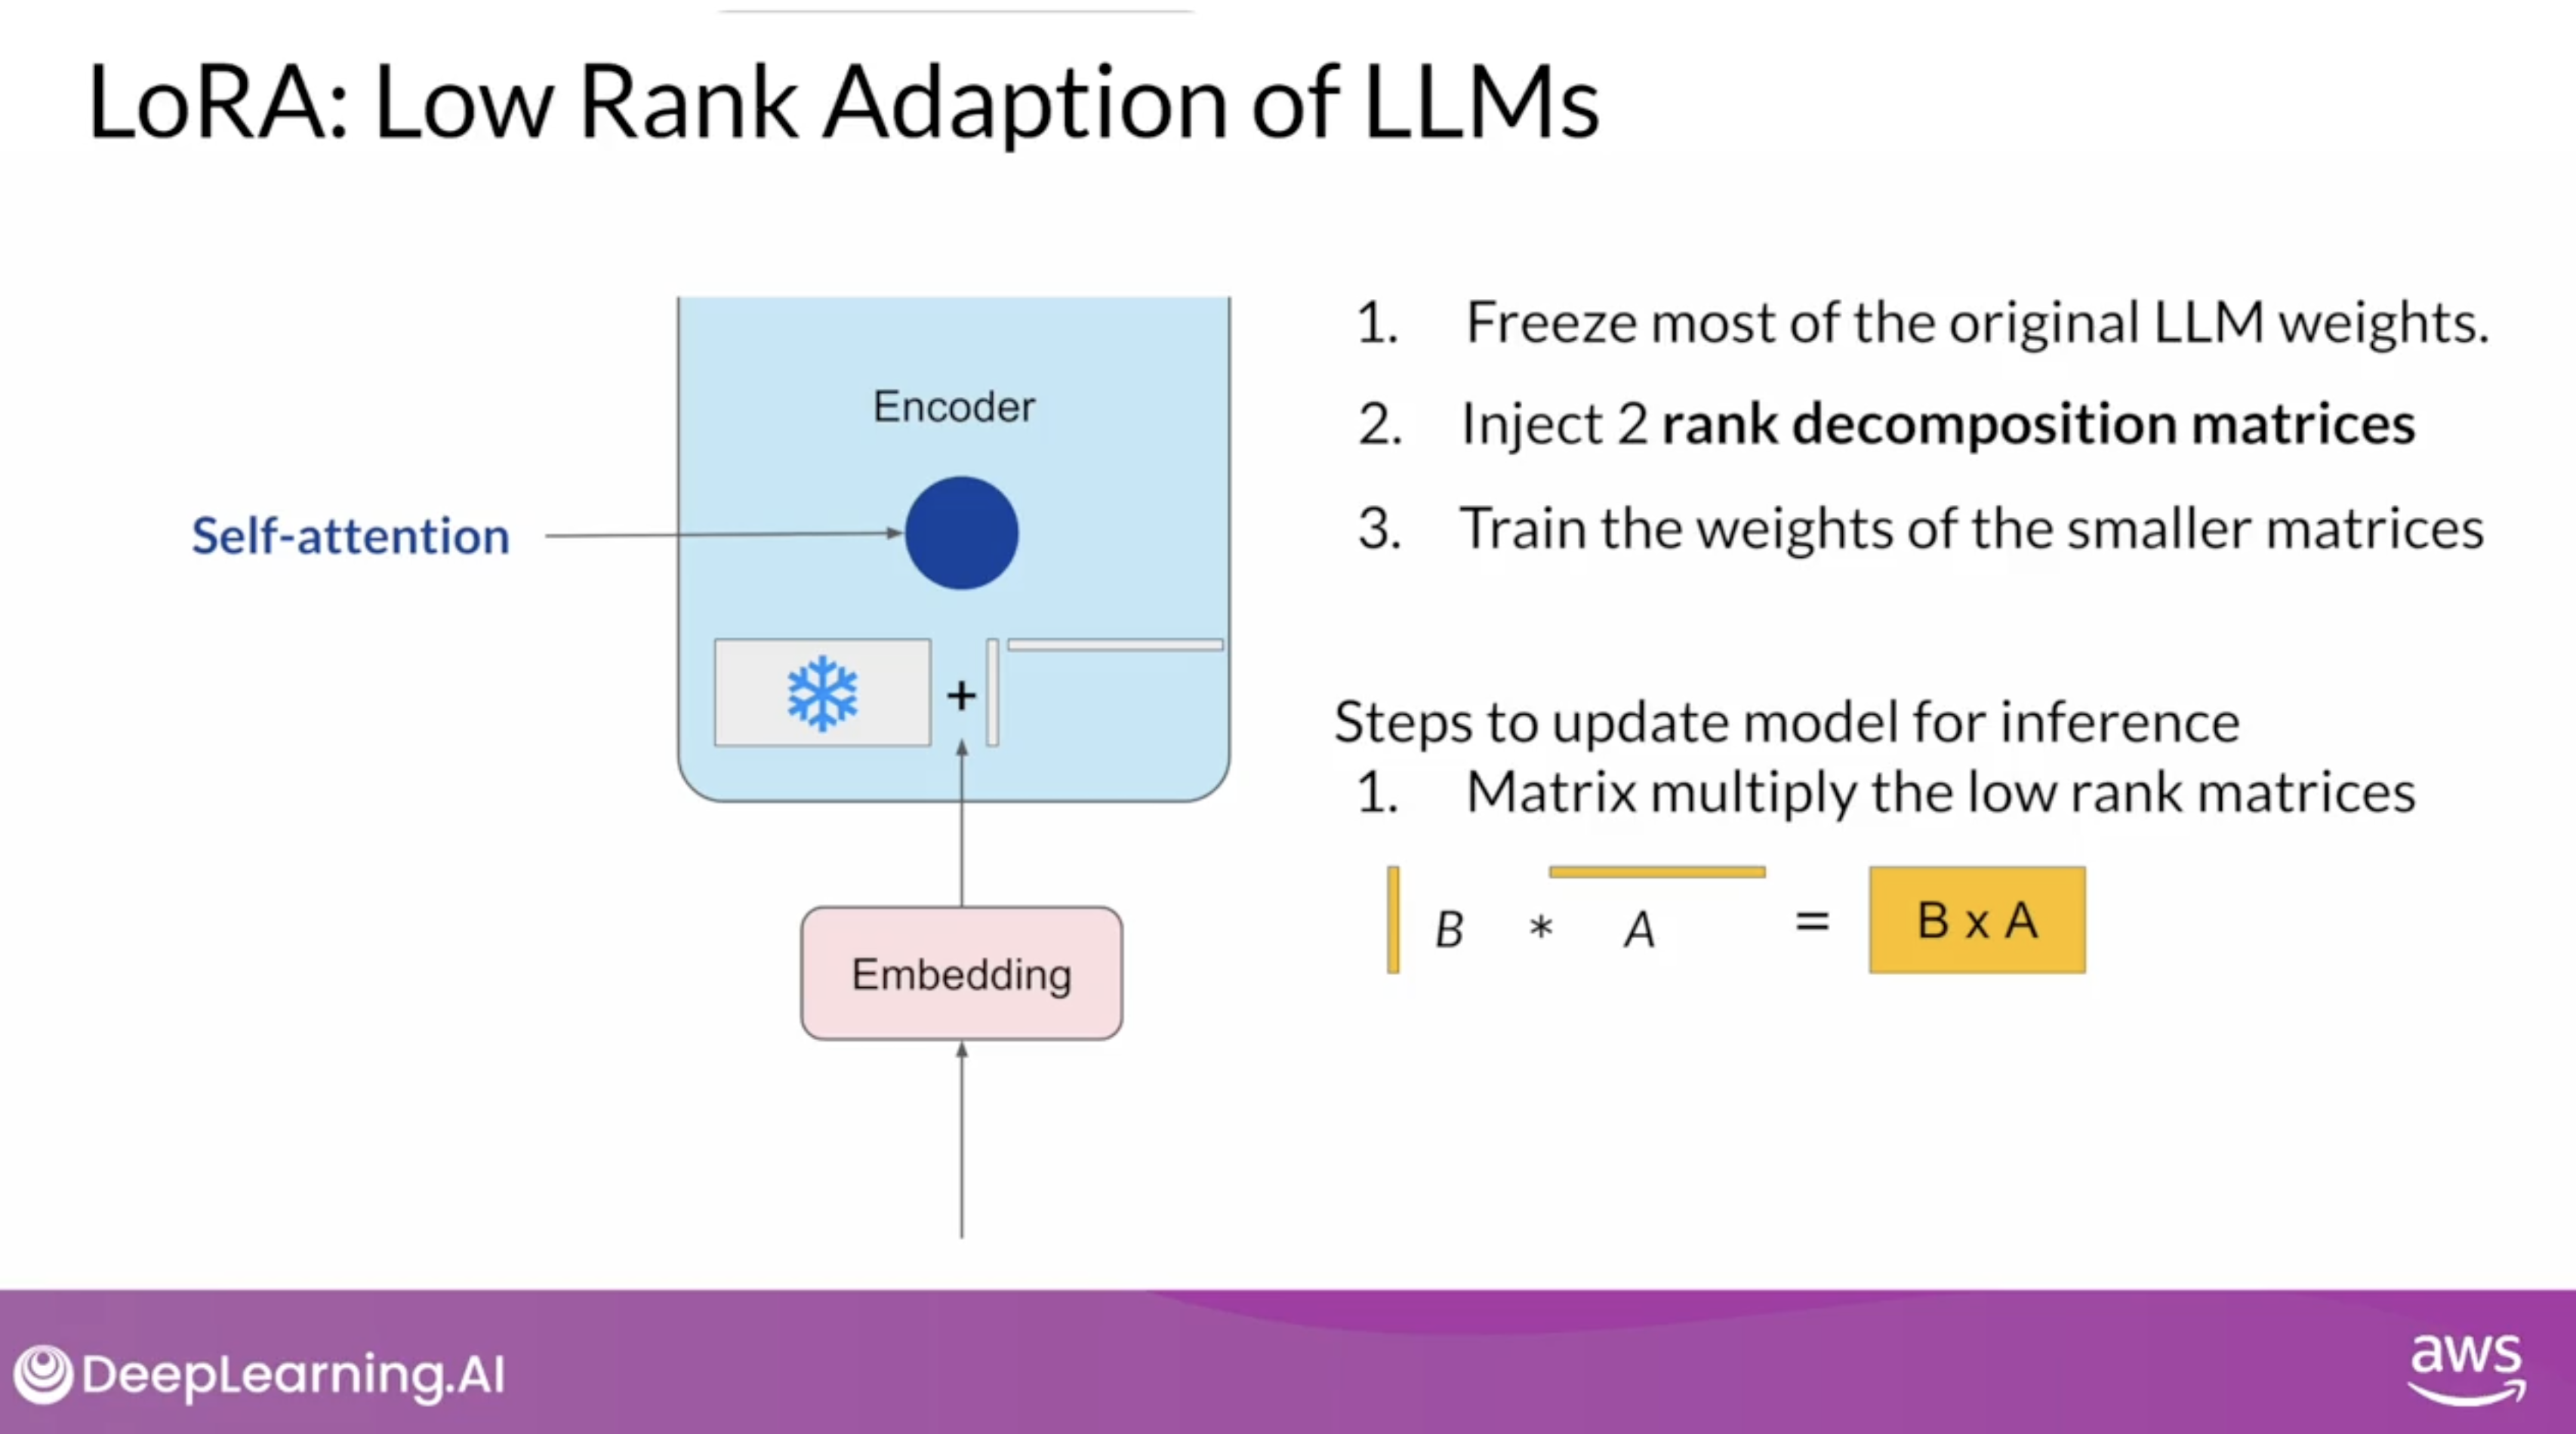 LoRA: Low Rank Adaption of LLMs
Encoder
Self-attention
+
Embedding
1. Freeze most of the original LLM weights.
2. Inject 2 rank decomposition matrices
3. Train the weights of the smaller matrices
Steps to update model for inference
1. Matrix multiply the low rank matrices
B * A = B x A
DeepLearning.AI
aws